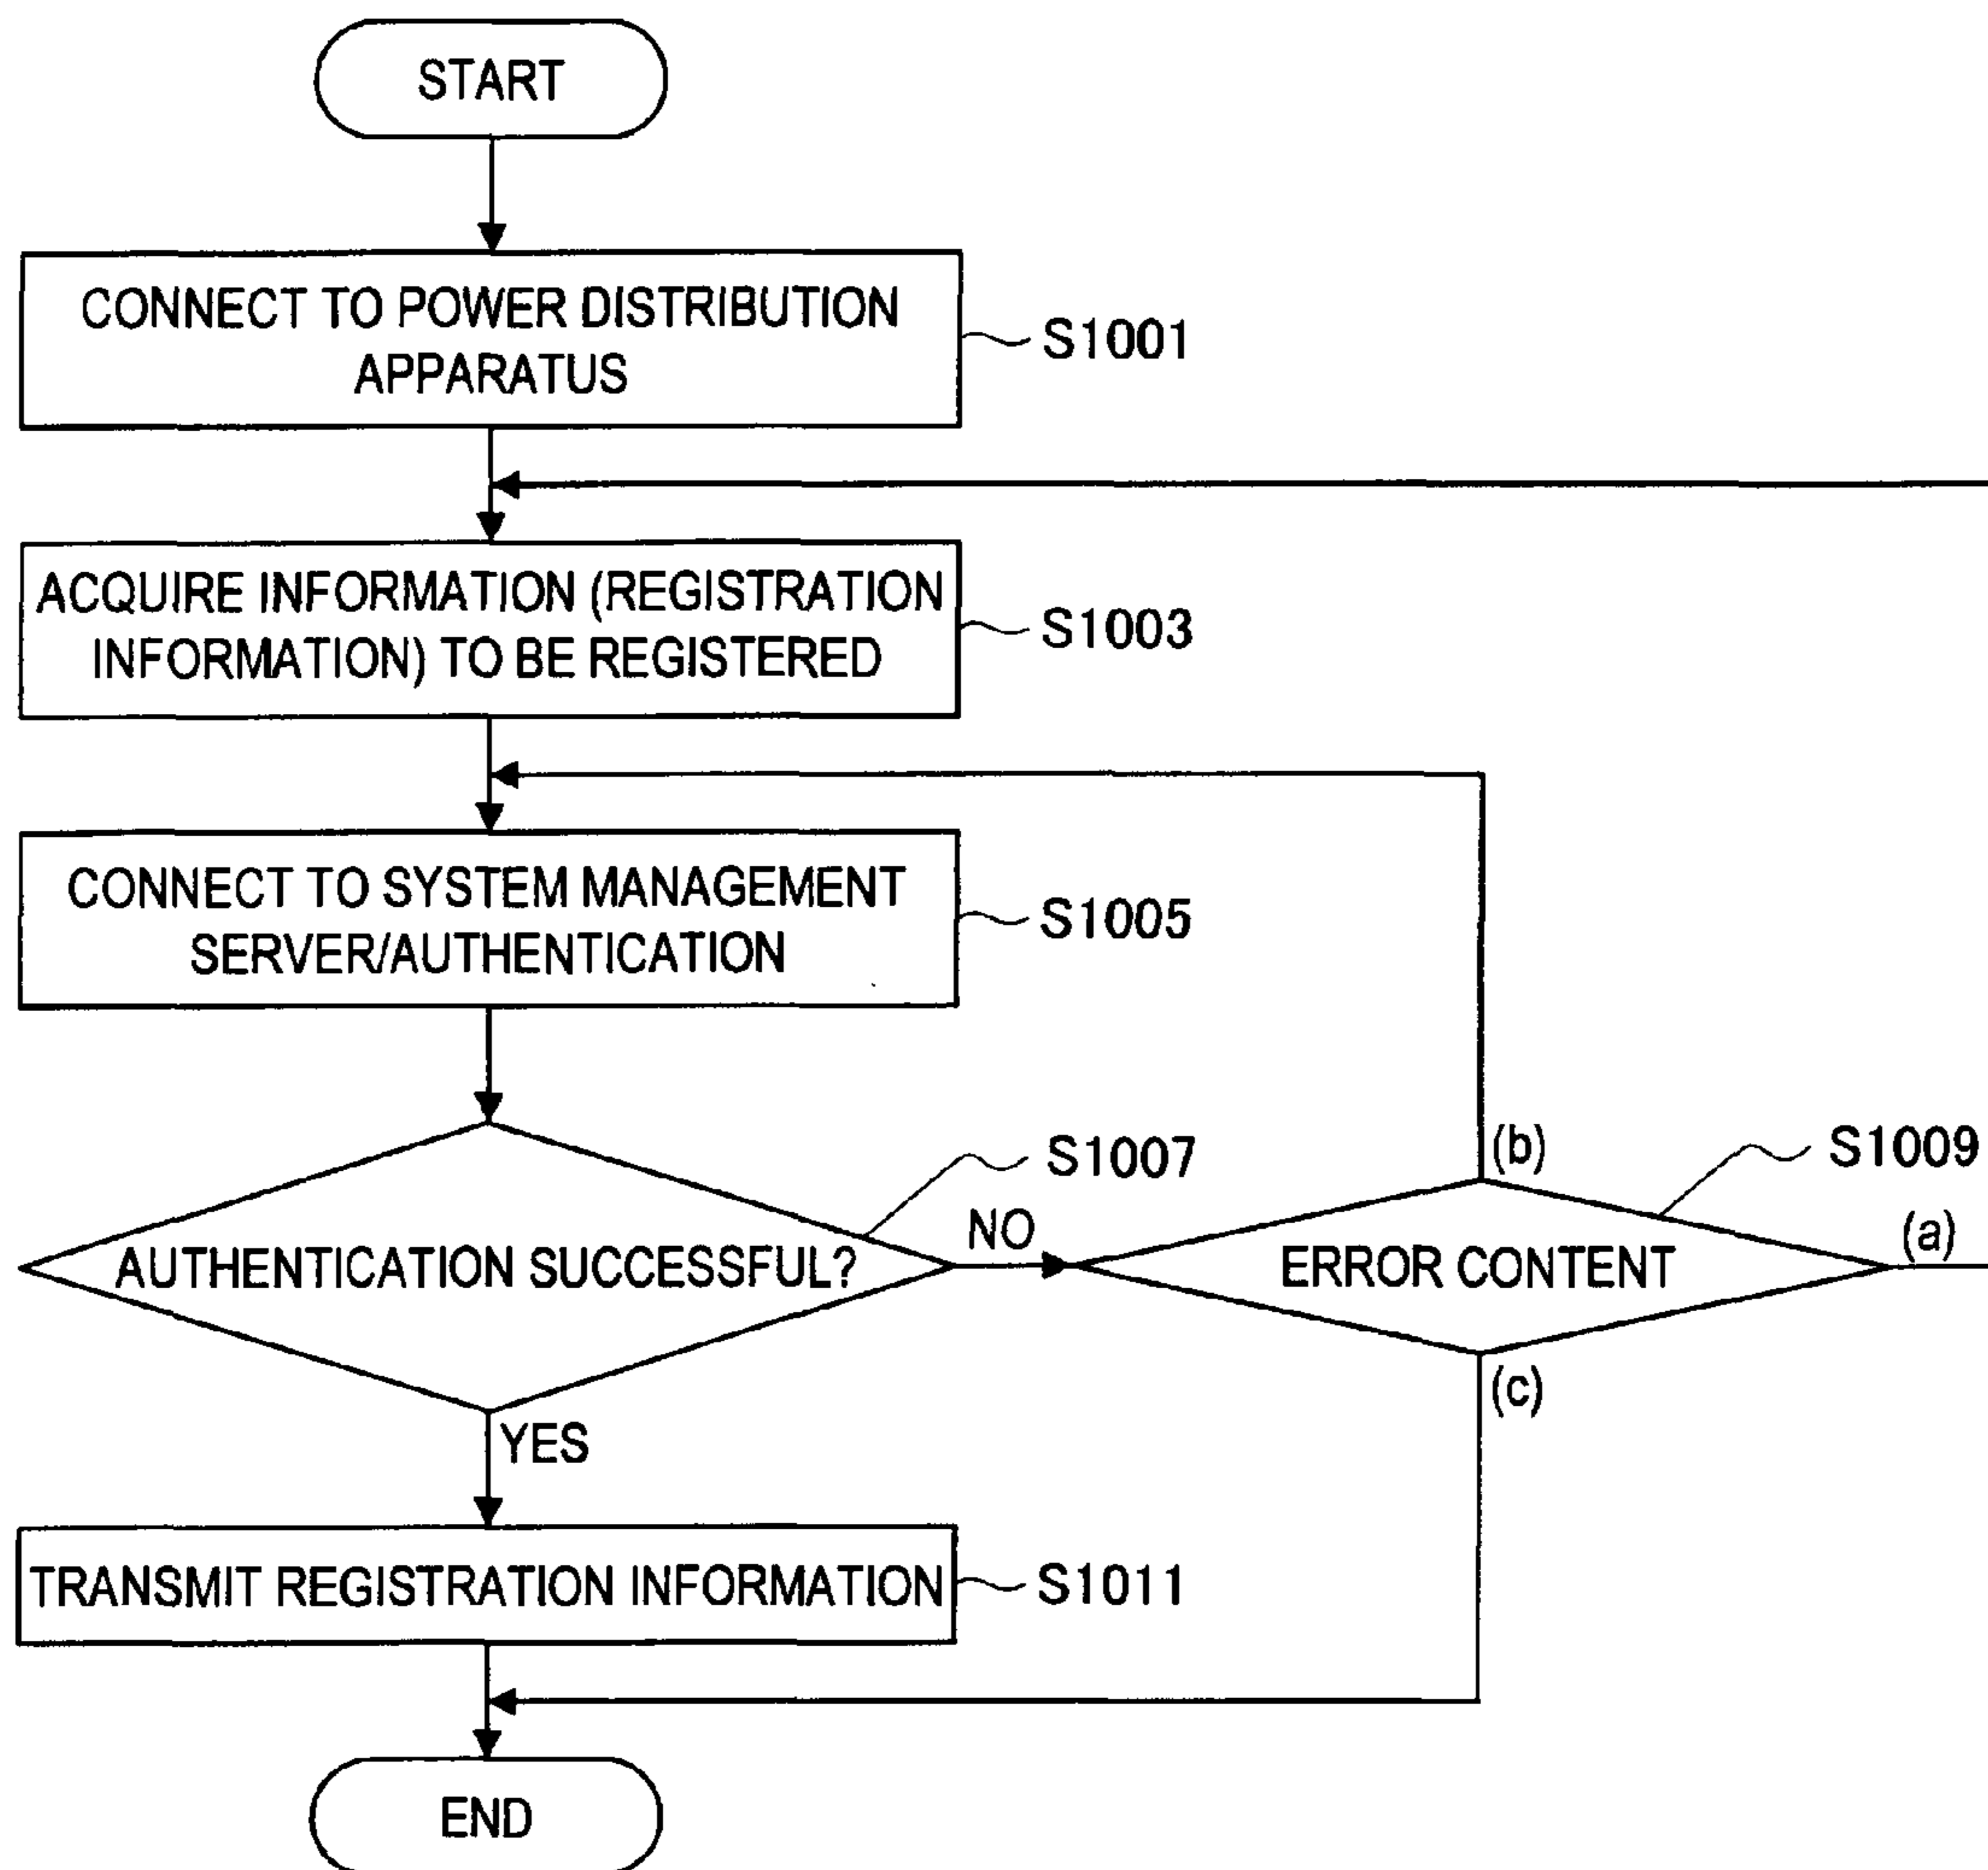 START
CONNECT TO POWER DISTRIBUTION
APPARATUS
S1001
ACQUIRE INFORMATION (REGISTRATION
INFORMATION) TO BE REGISTERED
S1003
CONNECT TO SYSTEM MANAGEMENT
SERVER/AUTHENTICATION
S1005
AUTHENTICATION SUCCESSFUL?
S1007
NO
ERROR CONTENT
S1009
(b)
(a)
(c)
YES
TRANSMIT REGISTRATION INFORMATION
S1011
END